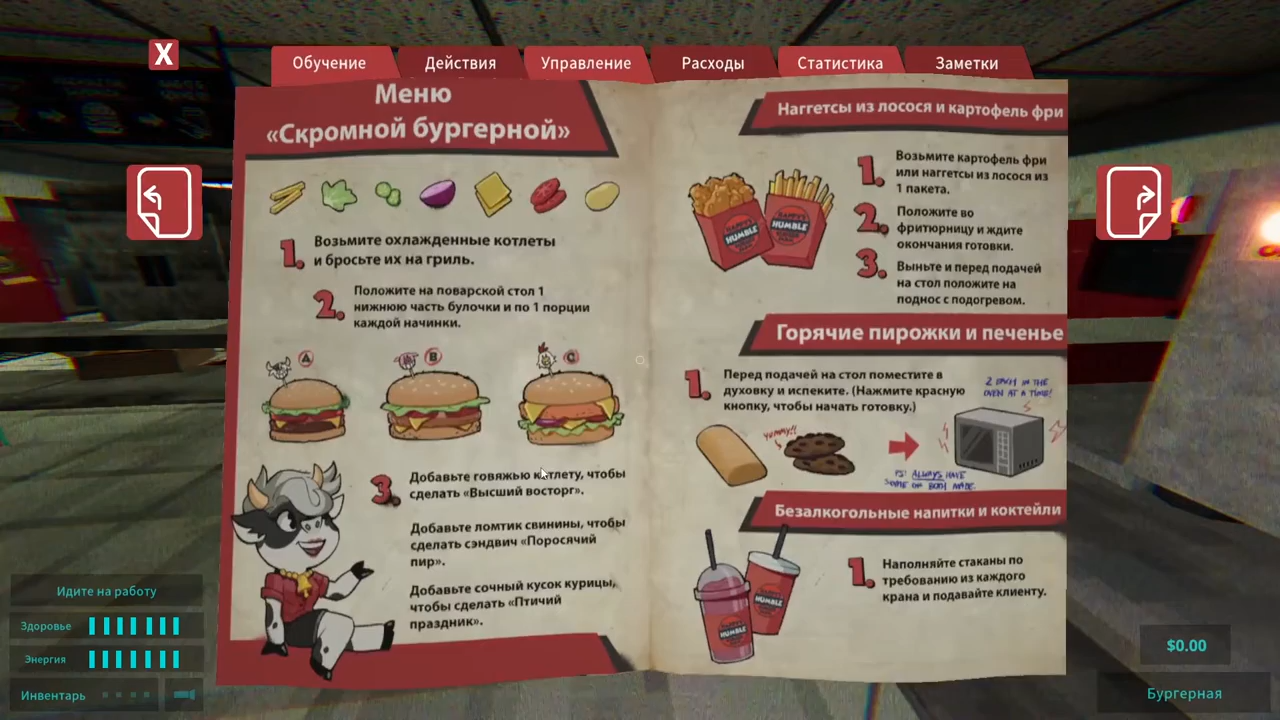 X
Обучение
Действия
Управление
Расходы
Статистика
Заметки
Меню
«Скромной бургерной»
1.
Возьмите охлажденные котлеты
и бросьте их на гриль.
2.
Положите на поварской стол 1
нижнюю часть булочки и по 1 порции
каждой начинки.
A
B
C
3.
Добавьте говяжью котлету, чтобы
сделать «Высший восторг».
Добавьте ломтик свинины, чтобы
сделать сэндвич «Поросячий
пир».
Добавьте сочный кусок курицы,
чтобы сделать «Птичий
праздник».
Наггетсы из лосося и картофель фри
HUMBLE
HUMBLE
1.
Возьмите картофель фри
или наггетсы из лосося из
1 пакета.
2.
Положите во
фритюрницу и ждите
окончания готовки.
3.
Выньте и перед подачей
на стол положите на
поднос с подогревом.
Горячие пирожки и печенье
1.
Перед подачей на стол поместите в
духовку и испеките. (Нажмите красную
кнопку, чтобы начать готовку.)
2 EACH IN THE
OVEN AT A TIME!
YUMMY!!
PS: ALWAYS HAVE
SOME OF BOTH MADE.
Безалкогольные напитки и коктейли
HUMBLE
HUMBLE
1.
Наполняйте стаканы по
требованию из каждого
крана и подавайте клиенту.
Идите на работу
Здоровье
Энергия
Инвентарь
$0.00
Бургерная